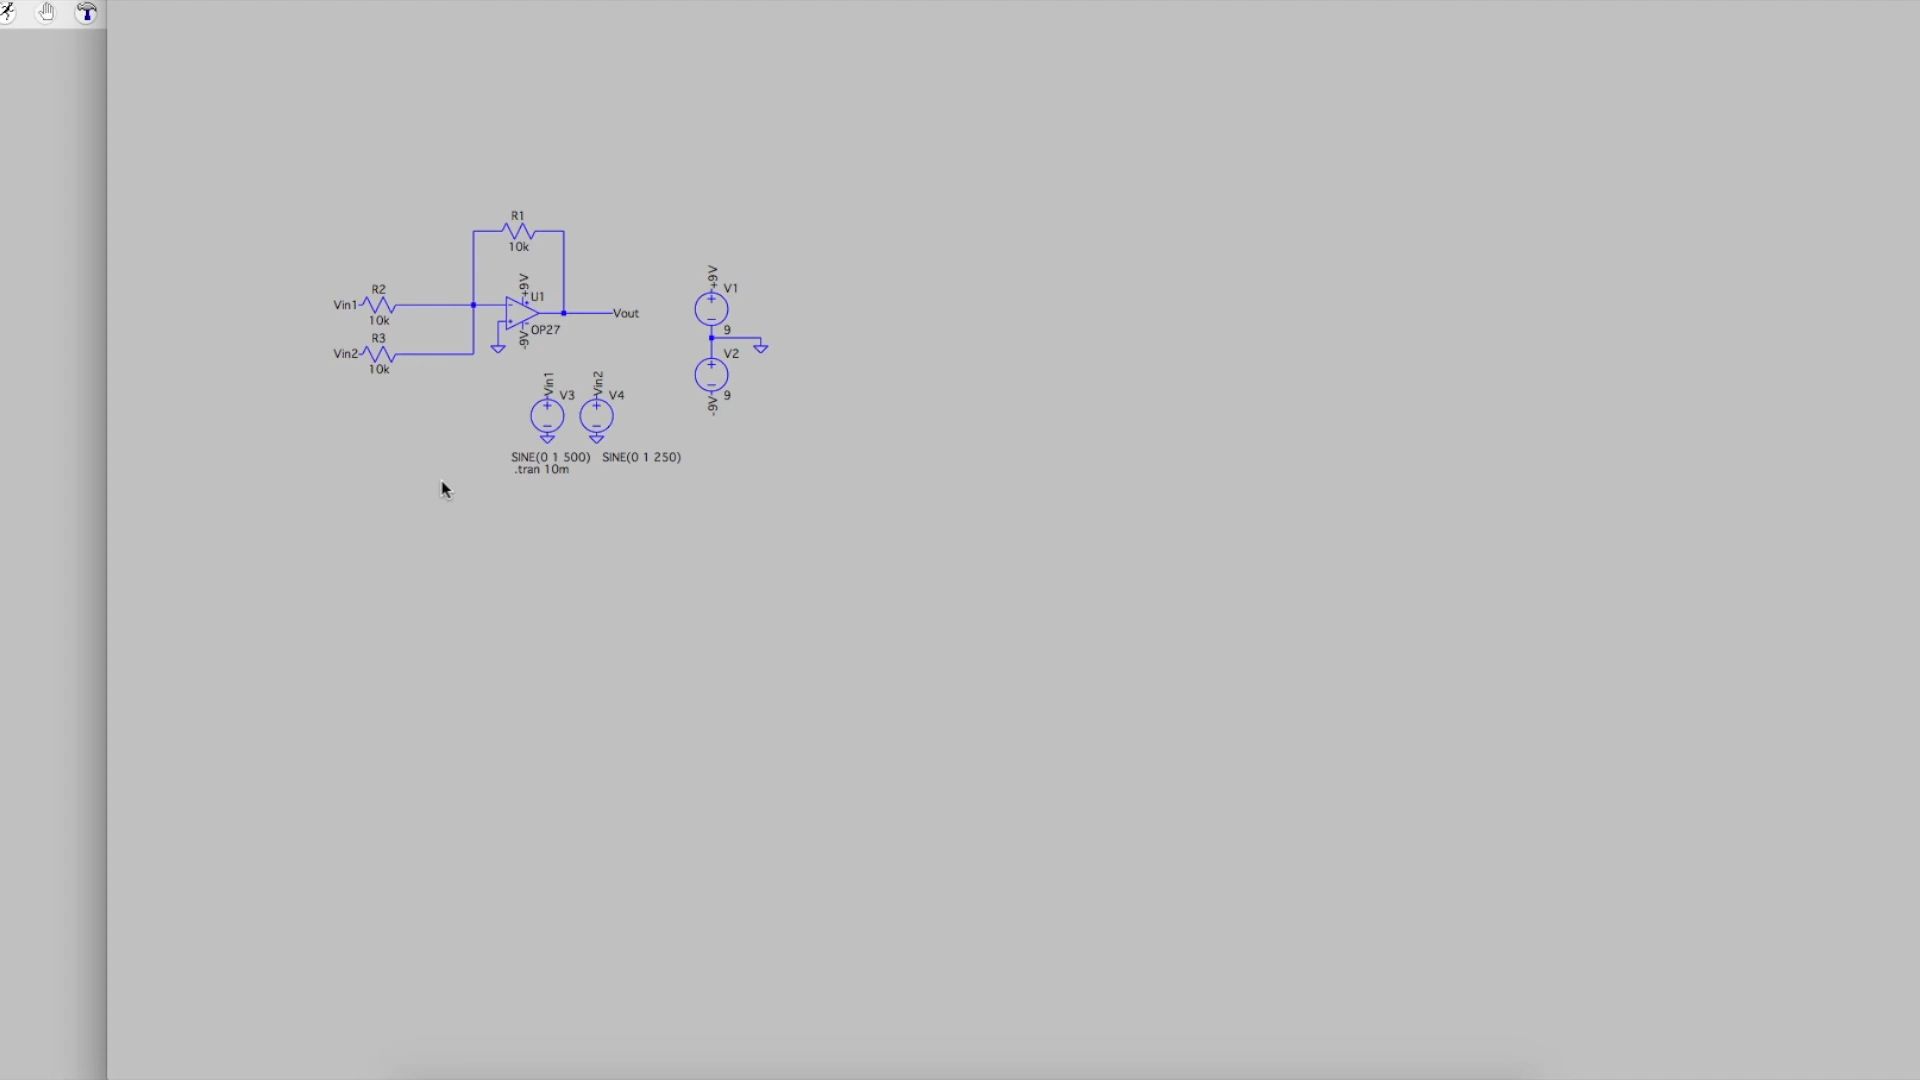 R1
10k
+9V
U1
R2
Vin1
10k
Vout
OP27
-9V
R3
Vin2
10k
+9V
V1
9
V2
9
-9V
Vin1
V3
Vin2
V4
SINE(0 1 500)
SINE(0 1 250)
.tran 10m